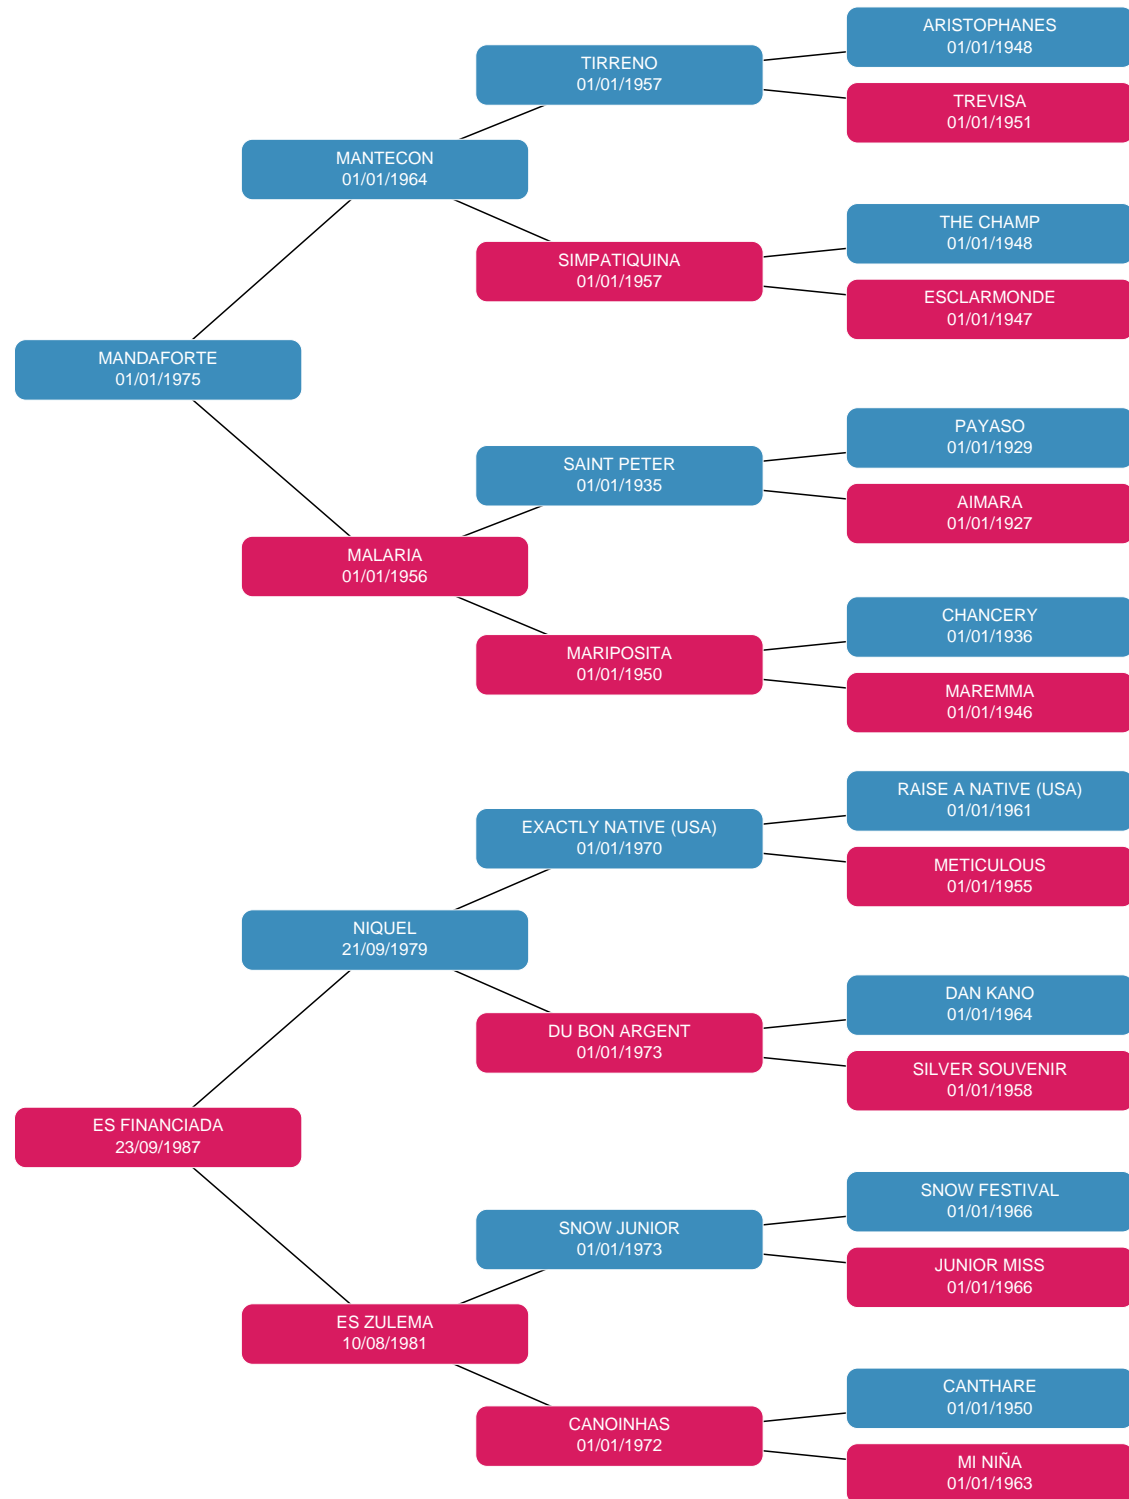 ARISTOPHANES
01/01/1948
TIRRENO
01/01/1957
TREVISA
01/01/1951
MANTECON
01/01/1964
THE CHAMP
01/01/1948
SIMPATIQUINA
01/01/1957
ESCLARMONDE
01/01/1947
MANDAFORTE
01/01/1975
PAYASO
01/01/1929
SAINT PETER
01/01/1935
AIMARA
01/01/1927
MALARIA
01/01/1956
CHANCERY
01/01/1936
MARIPOSITA
01/01/1950
MAREMMA
01/01/1946
RAISE A NATIVE (USA)
01/01/1961
EXACTLY NATIVE (USA)
01/01/1970
METICULOUS
01/01/1955
NIQUEL
21/09/1979
DAN KANO
01/01/1964
DU BON ARGENT
01/01/1973
SILVER SOUVENIR
01/01/1958
ES FINANCIADA
23/09/1987
SNOW FESTIVAL
01/01/1966
SNOW JUNIOR
01/01/1973
JUNIOR MISS
01/01/1966
ES ZULEMA
10/08/1981
CANTHARE
01/01/1950
CANOINHAS
01/01/1972
MI NIÑA
01/01/1963